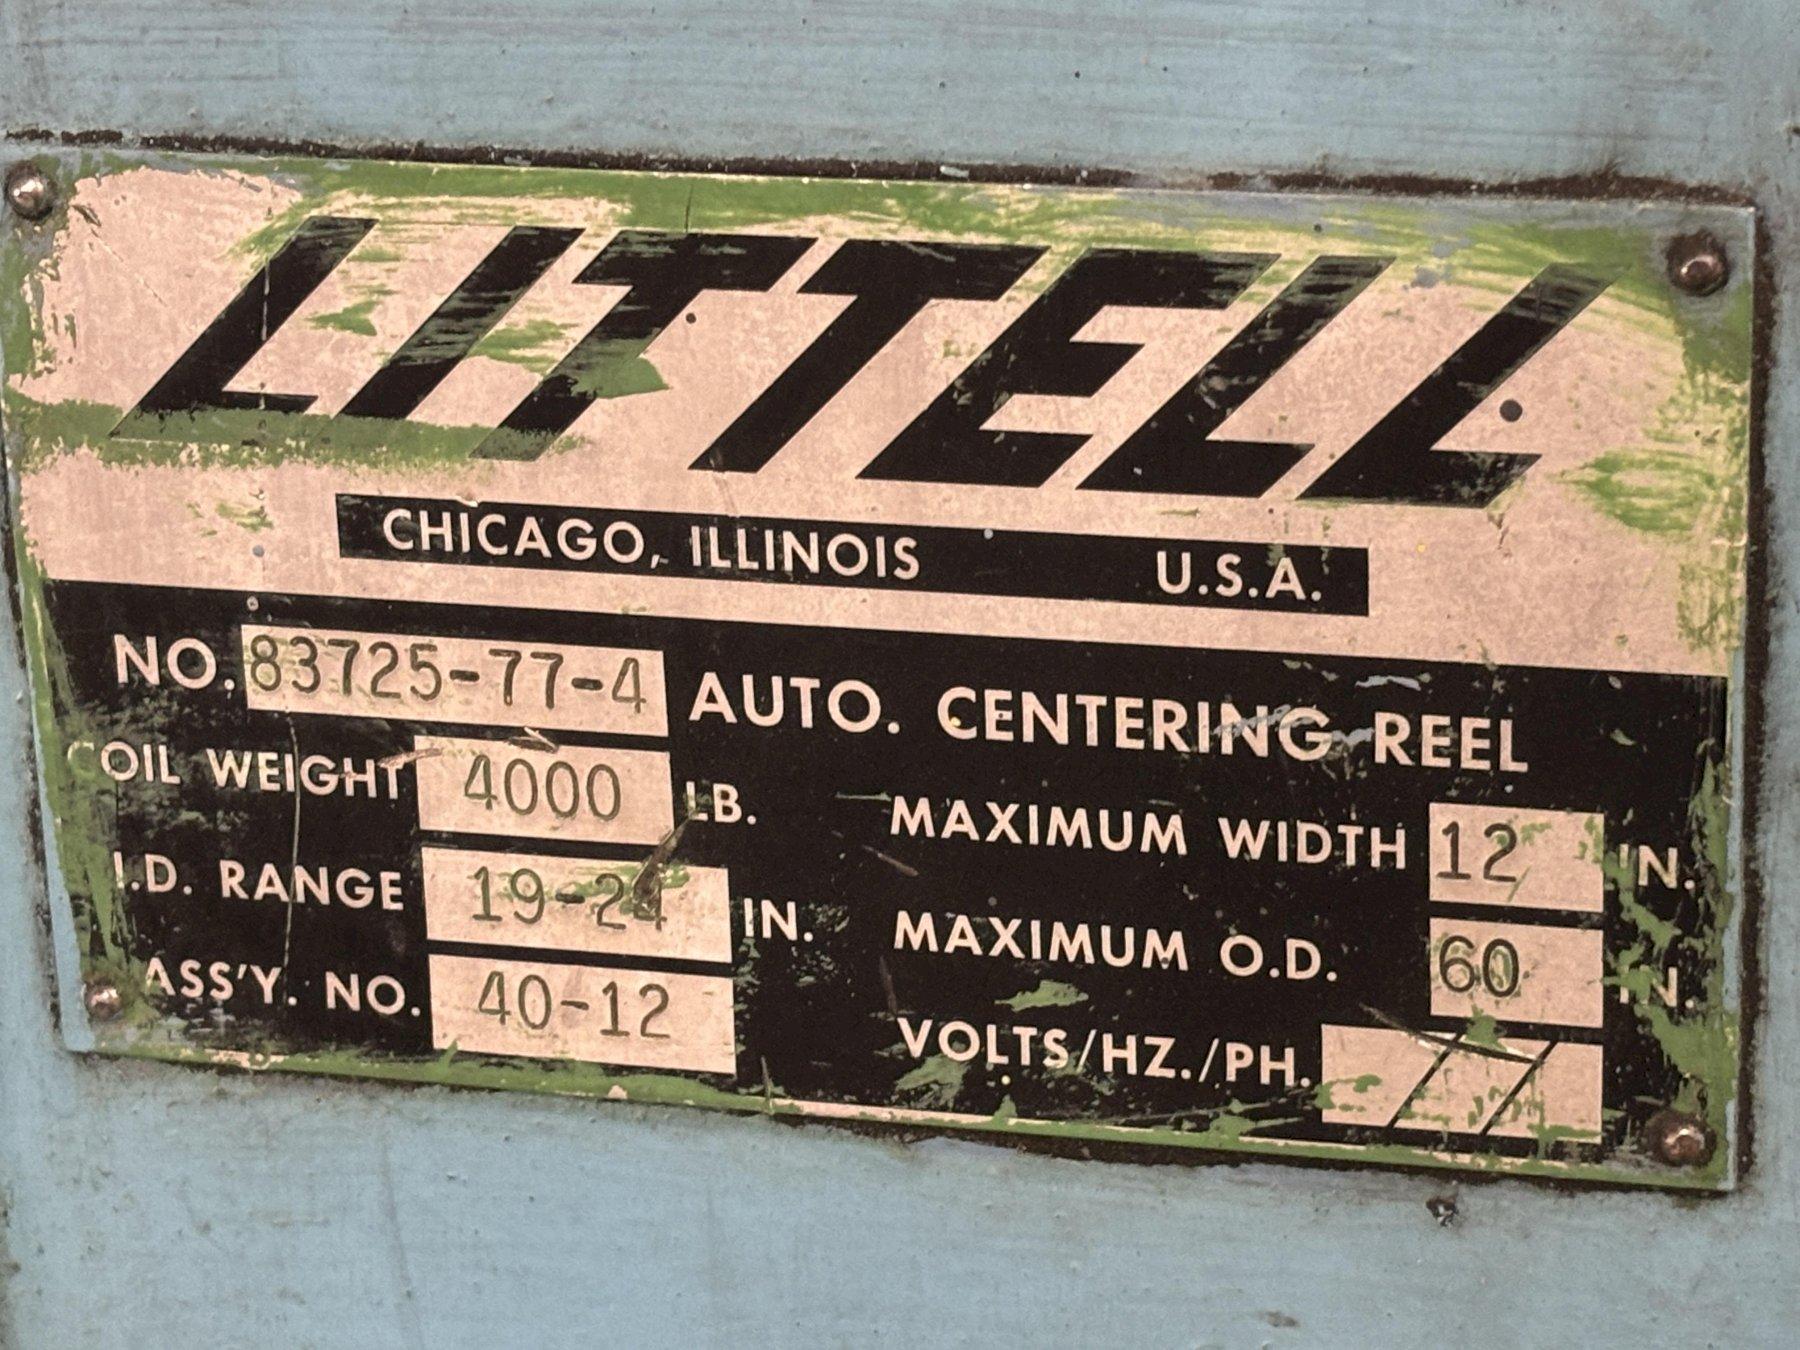 LITTELL
CHICAGO, ILLINOIS U.S.A.
NO. 83725-77-4 AUTO. CENTERING REEL
COIL WEIGHT 4000 LB.
MAXIMUM WIDTH 12 IN.
I.D. RANGE 19-24 IN.
MAXIMUM O.D. 60 IN.
ASS'Y. NO. 40-12
VOLTS/HZ./PH. / /